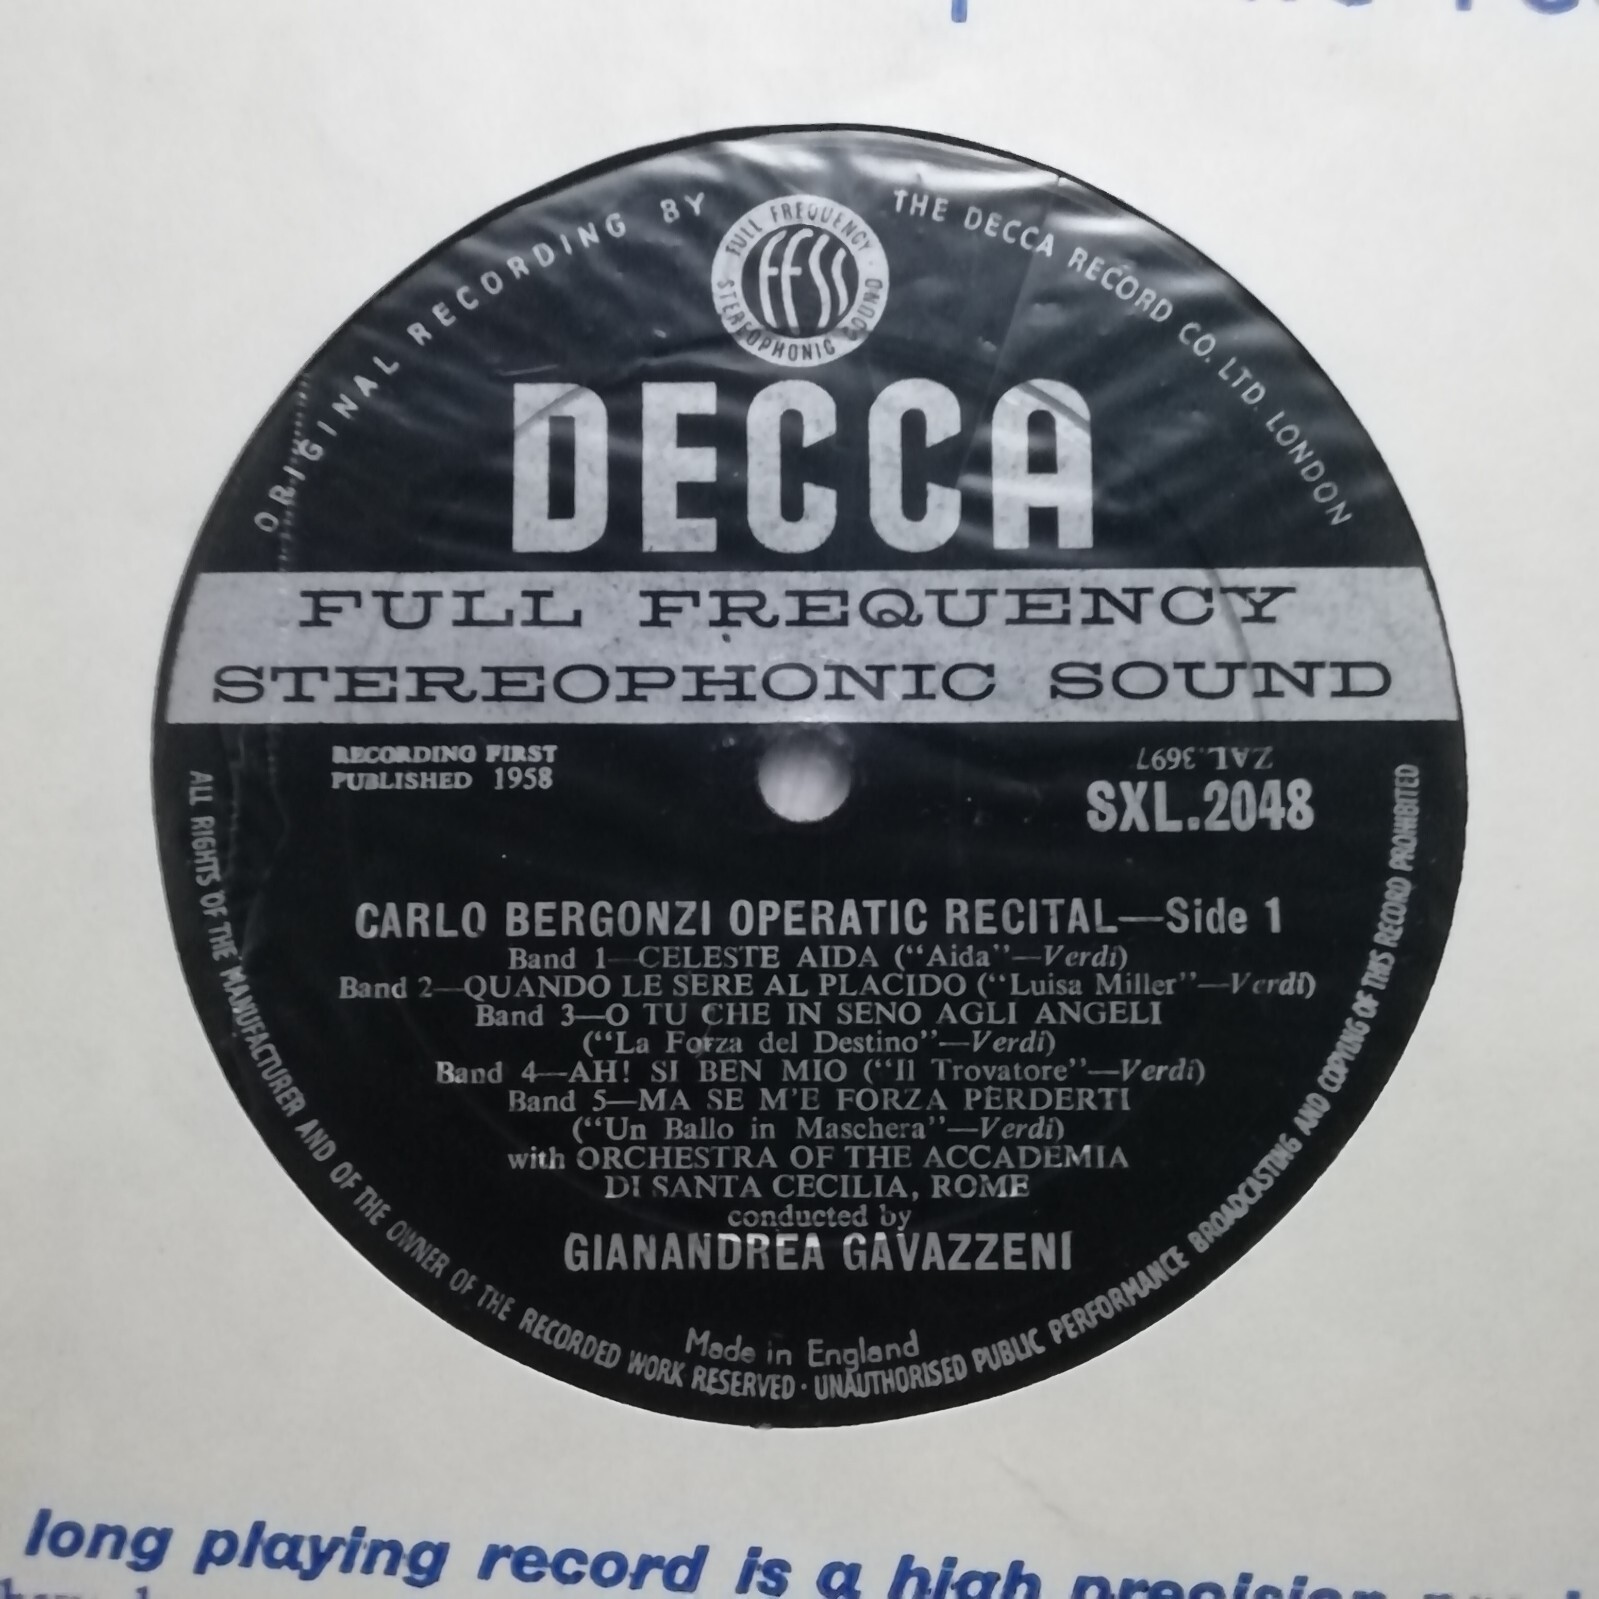 ORIGINAL RECORDING BY
THE DECCA RECORD CO. LTD. LONDON
FULL FREQUENCY · STEREOPHONIC SOUND
FFSS
DECCA
FULL FREQUENCY
STEREOPHONIC SOUND
RECORDING FIRST
PUBLISHED 1958
ZAL.3697
SXL.2048
CARLO BERGONZI OPERATIC RECITAL—Side 1
Band 1—CELESTE AIDA (“Aida”—Verdi)
Band 2—QUANDO LE SERE AL PLACIDO (“Luisa Miller”—Verdi)
Band 3—O TU CHE IN SENO AGLI ANGELI
(“La Forza del Destino”—Verdi)
Band 4—AH! SI BEN MIO (“Il Trovatore”—Verdi)
Band 5—MA SE M'E FORZA PERDERTI
(“Un Ballo in Maschera”—Verdi)
with ORCHESTRA OF THE ACCADEMIA
DI SANTA CECILIA, ROME
conducted by
GIANANDREA GAVAZZENI
Made in England
ALL RIGHTS OF THE MANUFACTURER AND OF THE OWNER OF THE RECORDED WORK RESERVED · UNAUTHORISED PUBLIC PERFORMANCE BROADCASTING AND COPYING OF THIS RECORD PROHIBITED
long playing record is a high precision